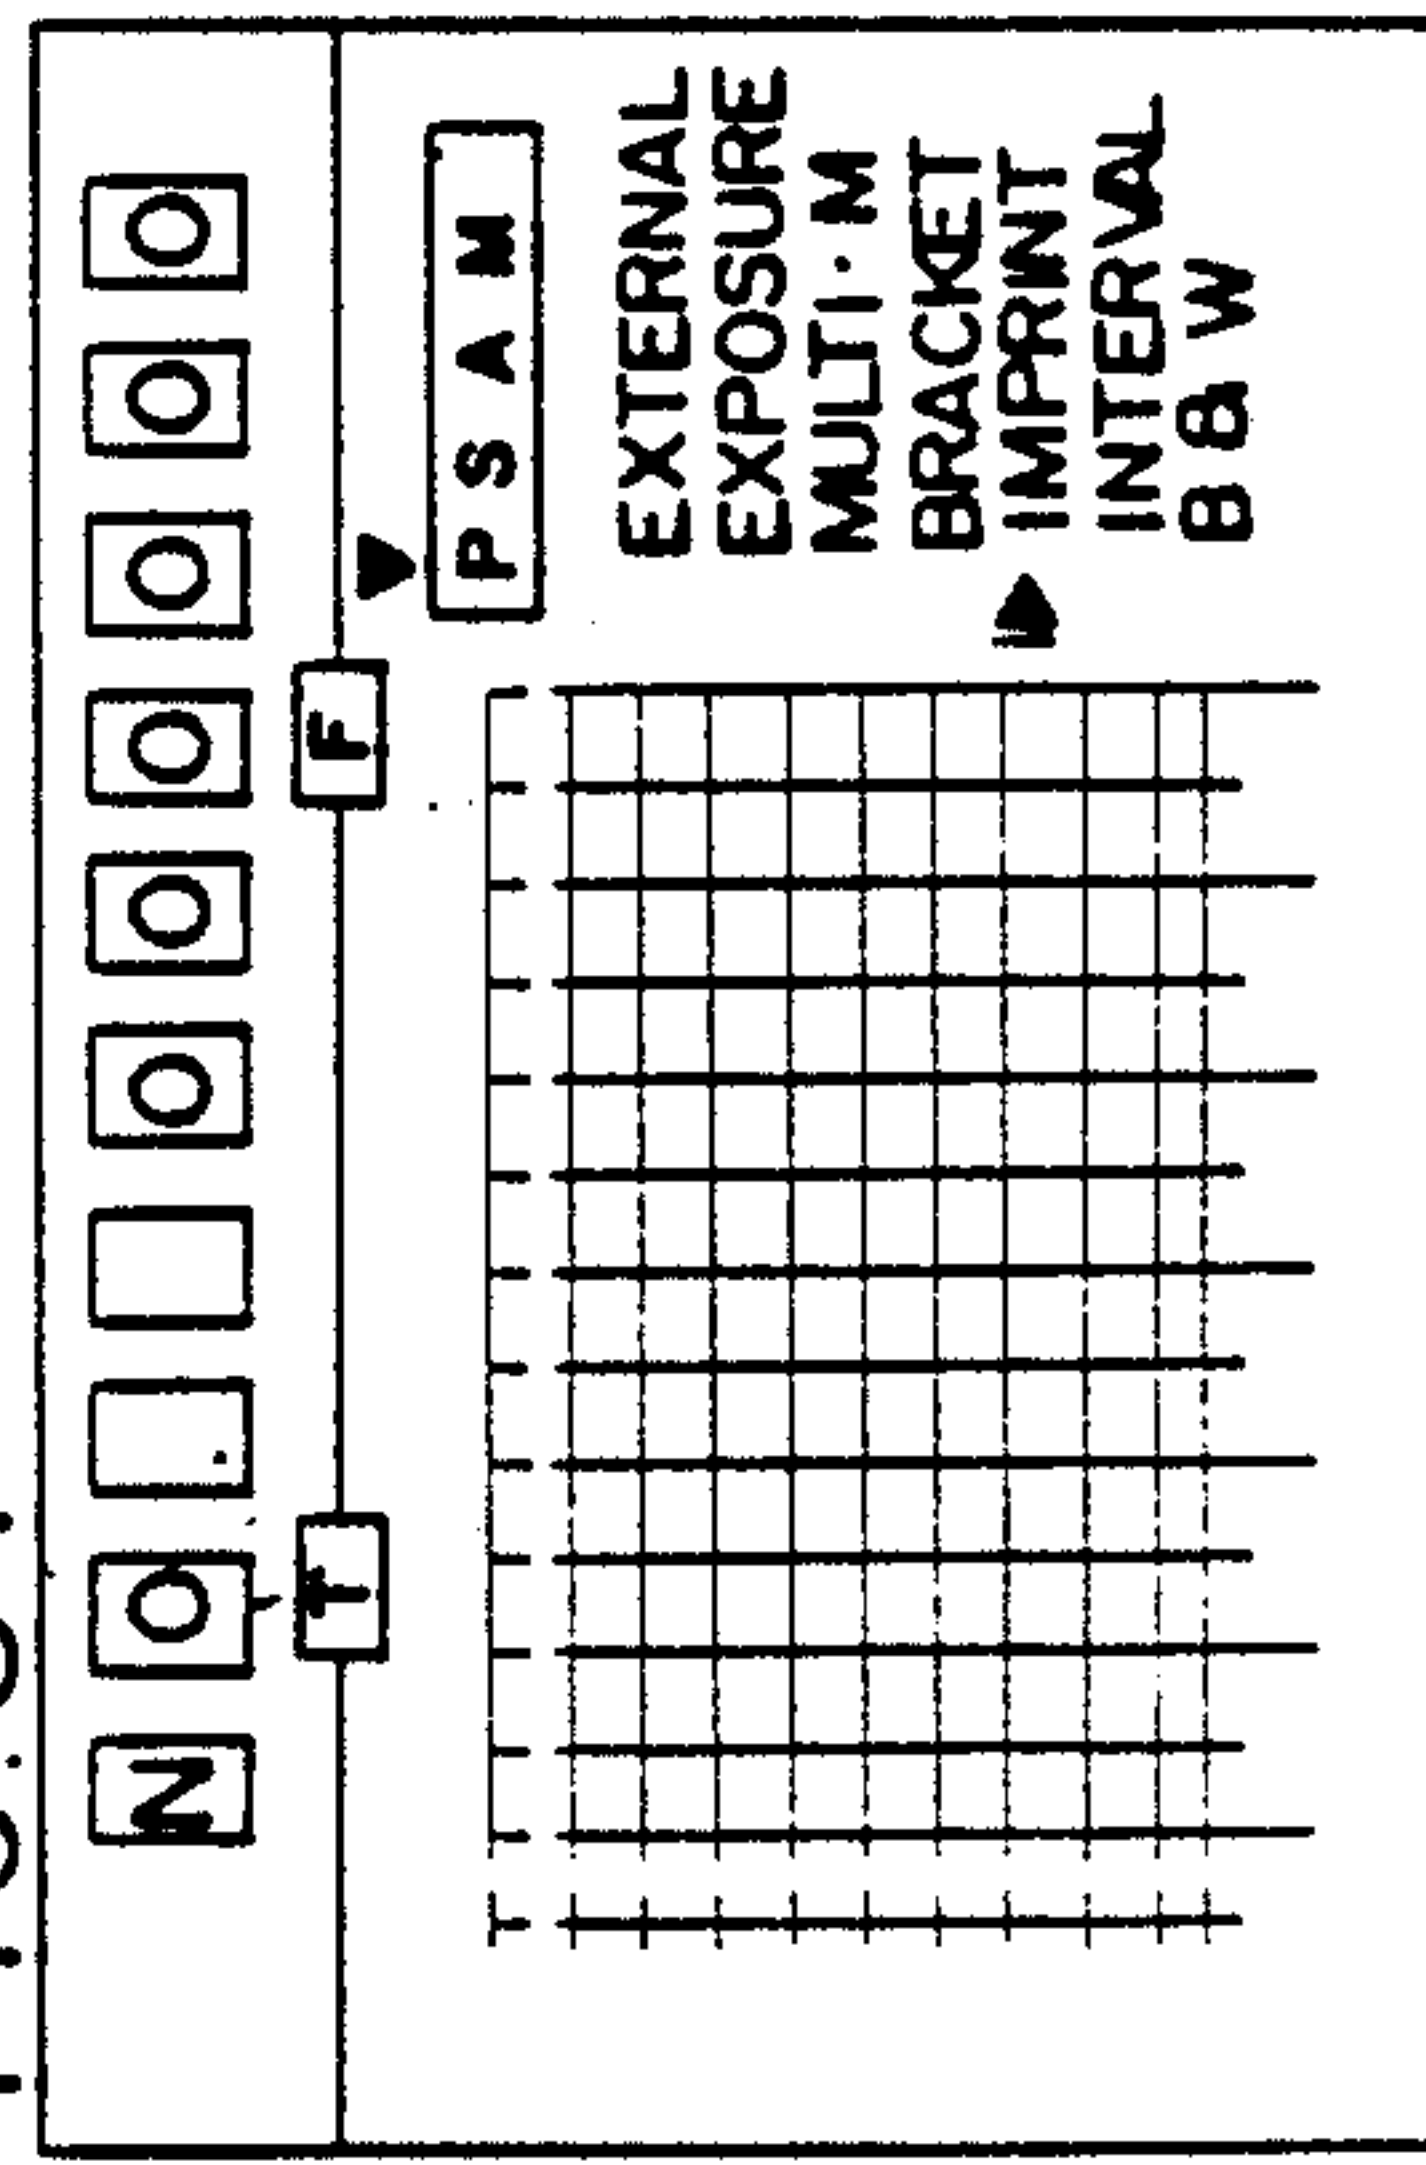 N O O O O O O O
T F
P S A M
EXTERNAL
EXPOSURE
MULTI·M
BRACKET
IMPRINT
INTERVAL
B & W